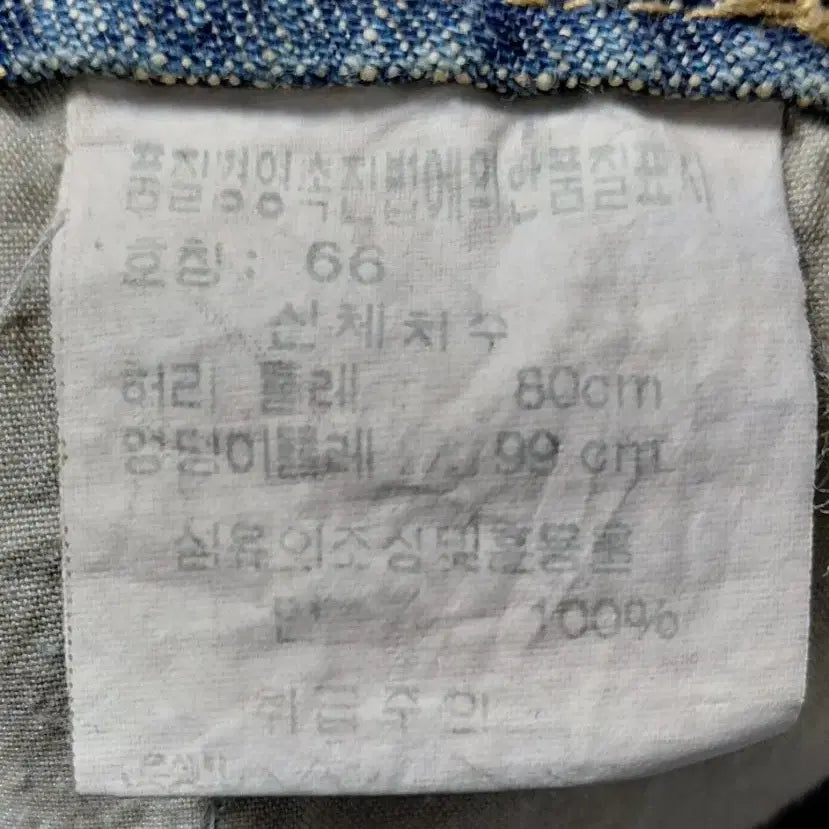 품질경영촉진법에의한품질표시
호칭: 66
신체치수
허리 둘레 80cm
엉덩이둘레 99 cm
섬유의조성및혼용율
면 100%
취급주의